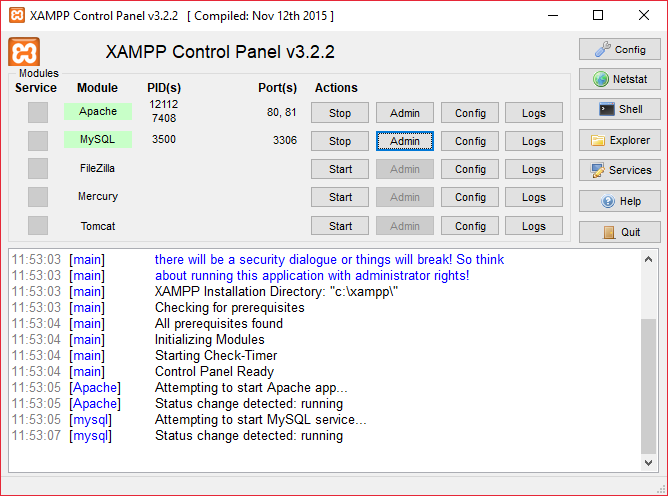 XAMPP Control Panel v3.2.2 [ Compiled: Nov 12th 2015 ]
XAMPP Control Panel v3.2.2
Config
Modules
Service Module PID(s) Port(s) Actions
Netstat
Apache 12112 7408 80, 81 Stop Admin Config Logs
Shell
MySQL 3500 3306 Stop Admin Config Logs
Explorer
FileZilla Start Admin Config Logs
Services
Mercury Start Admin Config Logs
Help
Tomcat Start Admin Config Logs
Quit
11:53:03 [main] there will be a security dialogue or things will break! So think
11:53:03 [main] about running this application with administrator rights!
11:53:03 [main] XAMPP Installation Directory: "c:\xampp\"
11:53:03 [main] Checking for prerequisites
11:53:04 [main] All prerequisites found
11:53:04 [main] Initializing Modules
11:53:04 [main] Starting Check-Timer
11:53:04 [main] Control Panel Ready
11:53:05 [Apache] Attempting to start Apache app...
11:53:05 [Apache] Status change detected: running
11:53:05 [mysql] Attempting to start MySQL service...
11:53:07 [mysql] Status change detected: running